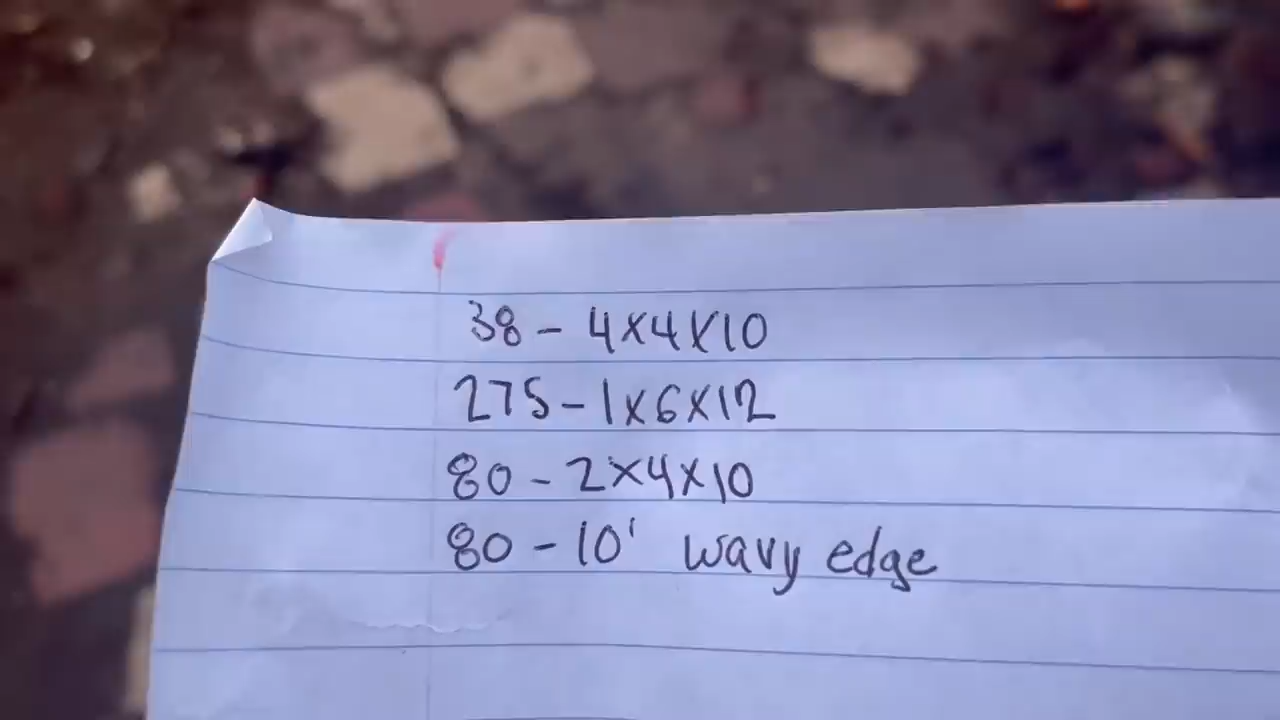 38 - 4x4x10
275 - 1x6x12
80 - 2x4x10
80 - 10' wavy edge